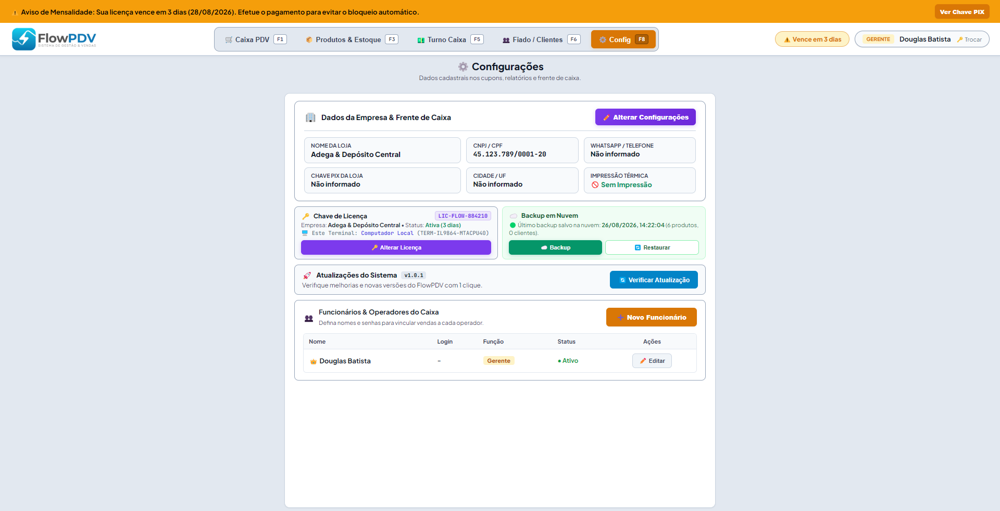 Aviso de Mensalidade: Sua licença vence em 3 dias (28/08/2026). Efetue o pagamento para evitar o bloqueio automático.
Ver Chave PIX
FlowPDV
SISTEMA DE GESTÃO & VENDAS
Caixa PDV F1
Produtos & Estoque F3
Turno Caixa F5
Fiado / Clientes F6
Config F8
Vence em 3 dias
GERENTE Douglas Batista Trocar
Configurações
Dados cadastrais nos cupons, relatórios e frente de caixa.
Dados da Empresa & Frente de Caixa
Alterar Configurações
NOME DA LOJA
Adega & Depósito Central
CNPJ / CPF
45.123.789/0001-20
WHATSAPP / TELEFONE
Não informado
CHAVE PIX DA LOJA
Não informado
CIDADE / UF
Não informado
IMPRESSÃO TÉRMICA
Sem Impressão
Chave de Licença
LIC-FLOW-884210
Empresa: Adega & Depósito Central • Status: Ativa (3 dias)
Este Terminal: Computador Local (TERM-IL9864-MTACPU40)
Alterar Licença
Backup em Nuvem
Último backup salvo na nuvem: 26/08/2026, 14:22:04 (6 produtos,
0 clientes).
Backup
Restaurar
Atualizações do Sistema v1.0.1
Verifique melhorias e novas versões do FlowPDV com 1 clique.
Verificar Atualização
Funcionários & Operadores do Caixa
Defina nomes e senhas para vincular vendas a cada operador.
Novo Funcionário
Nome Login Função Status Ações
Douglas Batista - Gerente • Ativo Editar